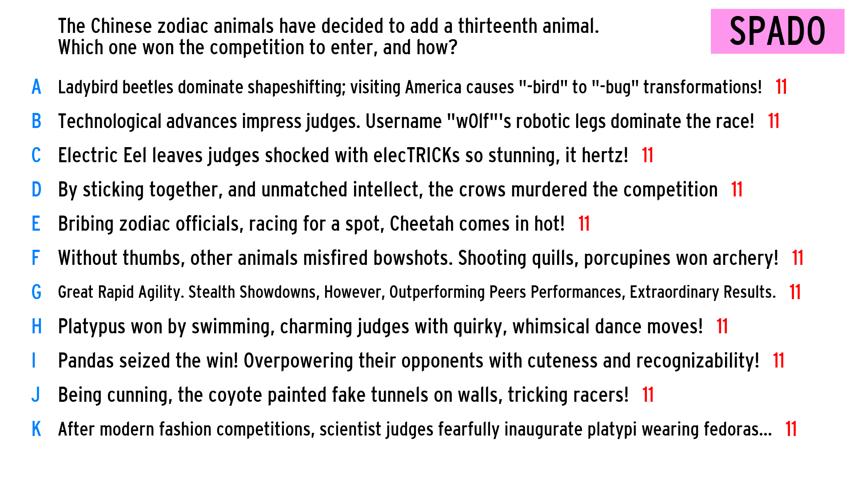 The Chinese zodiac animals have decided to add a thirteenth animal.
Which one won the competition to enter, and how?
SPADO
A Ladybird beetles dominate shapeshifting; visiting America causes "-bird" to "-bug" transformations! 11
B Technological advances impress judges. Username "w0lf"'s robotic legs dominate the race! 11
C Electric Eel leaves judges shocked with elecTRICKs so stunning, it hertz! 11
D By sticking together, and unmatched intellect, the crows murdered the competition 11
E Bribing zodiac officials, racing for a spot, Cheetah comes in hot! 11
F Without thumbs, other animals misfired bowshots. Shooting quills, porcupines won archery! 11
G Great Rapid Agility. Stealth Showdowns, However, Outperforming Peers Performances, Extraordinary Results. 11
H Platypus won by swimming, charming judges with quirky, whimsical dance moves! 11
I Pandas seized the win! Overpowering their opponents with cuteness and recognizability! 11
J Being cunning, the coyote painted fake tunnels on walls, tricking racers! 11
K After modern fashion competitions, scientist judges fearfully inaugurate platypi wearing fedoras... 11